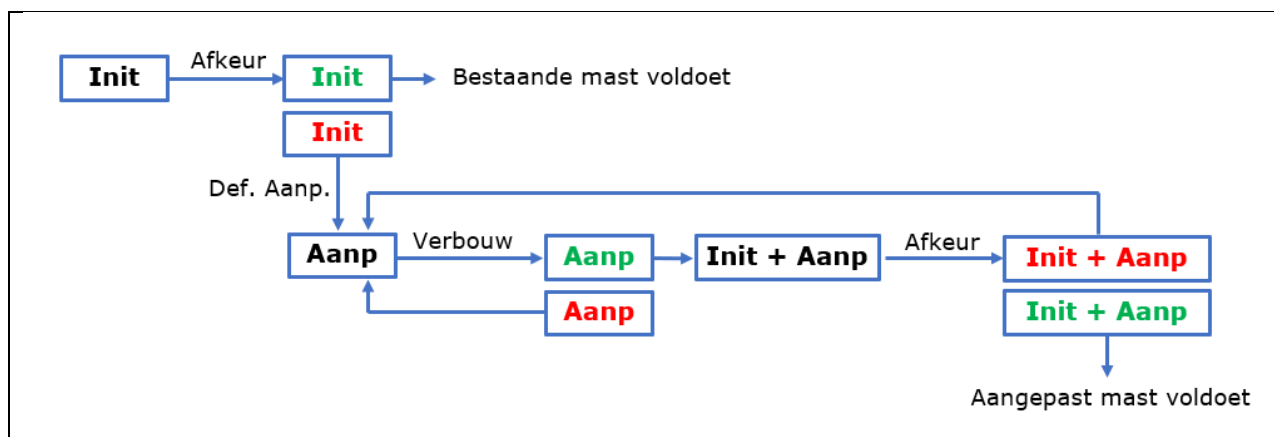 Afkeur
Init
Init
Bestaande mast voldoet
Init
Def. Aanp.
Aanp
Verbouw
Aanp
Init + Aanp
Afkeur
Init + Aanp
Aanp
Init + Aanp
Aangepast mast voldoet